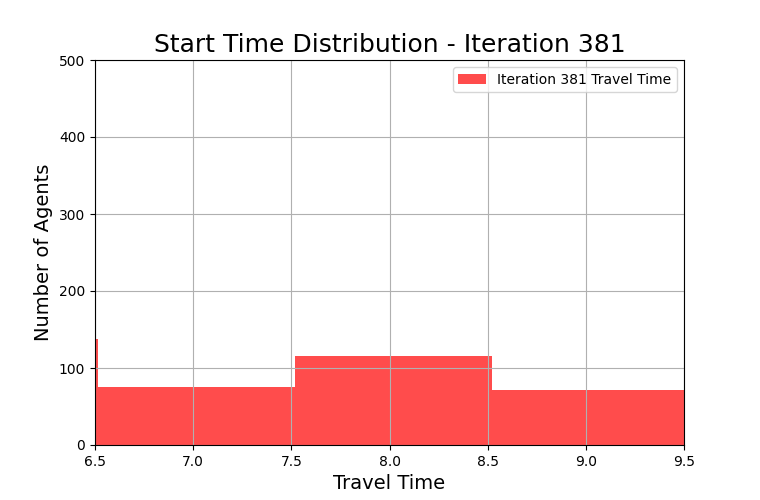 Start Time Distribution - Iteration 381
Iteration 381 Travel Time
Number of Agents
500
400
300
200
100
0
6.5 7.0 7.5 8.0 8.5 9.0 9.5
Travel Time